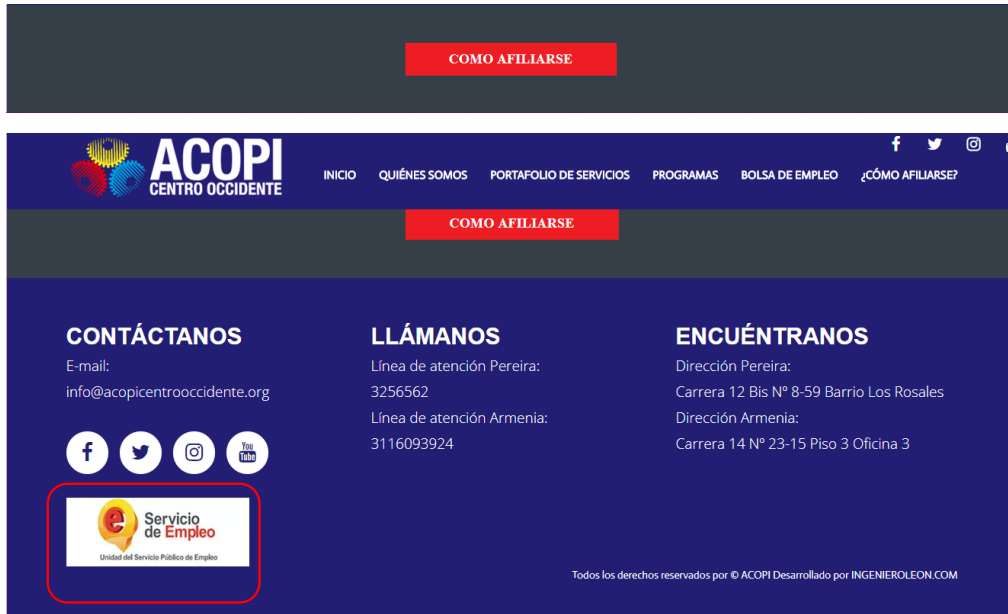 COMO AFILIARSE
ACOPI
CENTRO OCCIDENTE
INICIO QUIÉNES SOMOS PORTAFOLIO DE SERVICIOS PROGRAMAS BOLSA DE EMPLEO ¿CÓMO AFILIARSE?
COMO AFILIARSE
CONTÁCTANOS
E-mail:
info@acopicentrooccidente.org
You
Tube
e Servicio
de Empleo
Unidad del Servicio Público de Empleo
LLÁMANOS
Línea de atención Pereira:
3256562
Línea de atención Armenia:
3116093924
ENCUÉNTRANOS
Dirección Pereira:
Carrera 12 Bis Nº 8-59 Barrio Los Rosales
Dirección Armenia:
Carrera 14 Nº 23-15 Piso 3 Oficina 3
Todos los derechos reservados por © ACOPI Desarrollado por INGENIEROLEON.COM